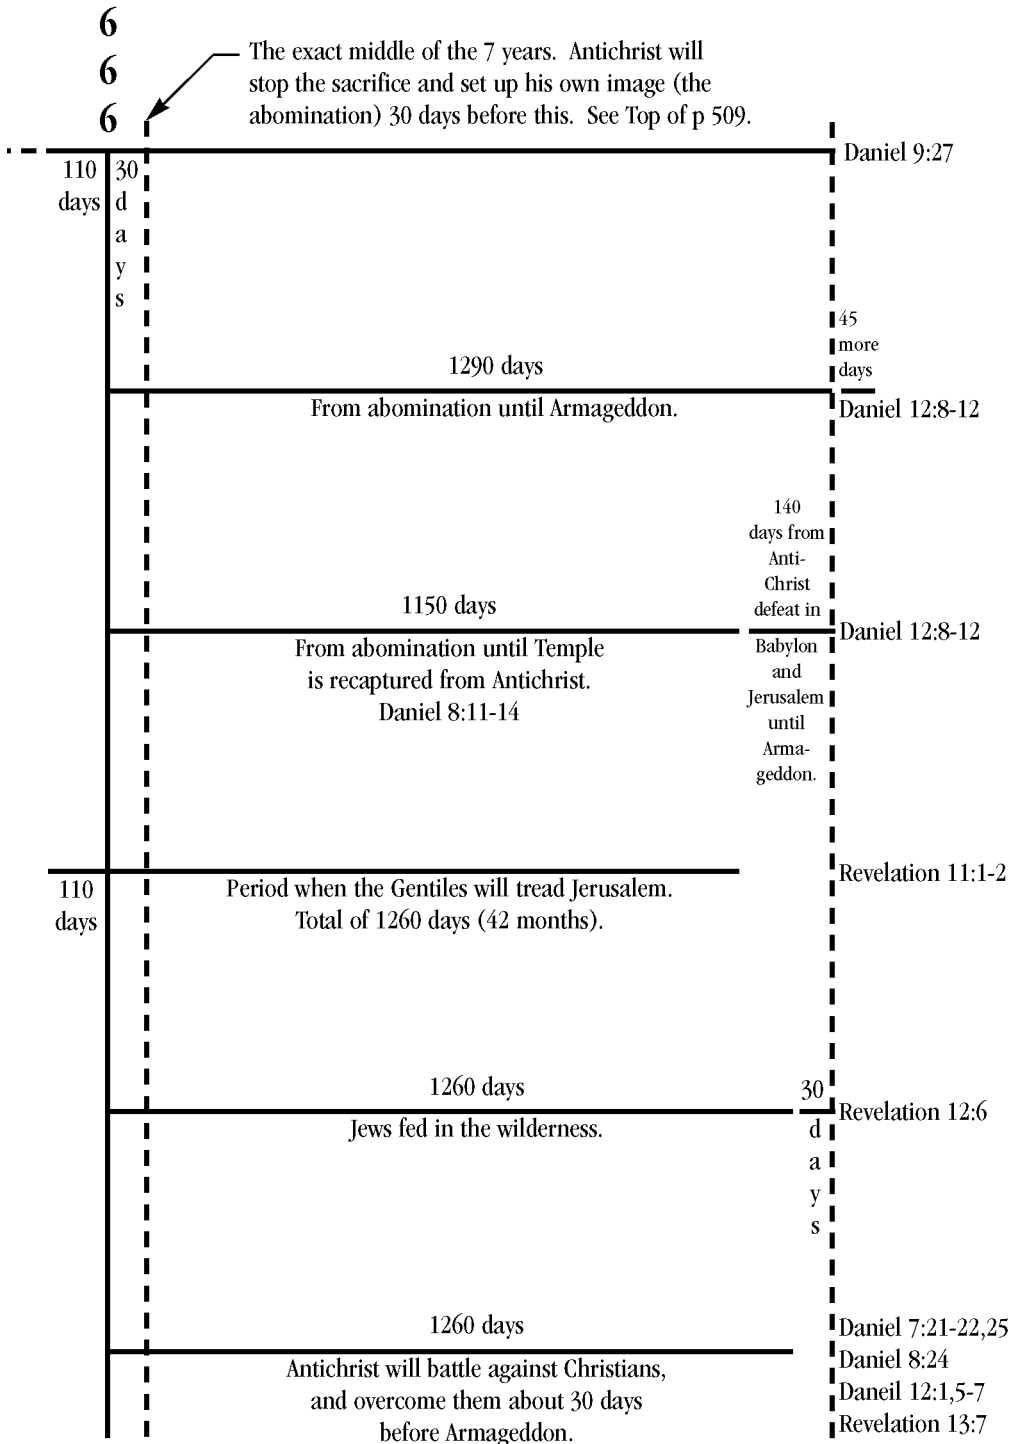 6
6
6
The exact middle of the 7 years. Antichrist will
stop the sacrifice and set up his own image (the
abomination) 30 days before this. See Top of p 509.
Daniel 9:27
110
days
30
d
a
y
s
45
more
days
1290 days
From abomination until Armageddon.
Daniel 12:8-12
140
days from
Anti-
Christ
defeat in
Babylon
and
Jerusalem
until
Arma-
geddon.
1150 days
Daniel 12:8-12
From abomination until Temple
is recaptured from Antichrist.
Daniel 8:11-14
Revelation 11:1-2
110
days
Period when the Gentiles will tread Jerusalem.
Total of 1260 days (42 months).
1260 days
30
d
a
y
s
Revelation 12:6
Jews fed in the wilderness.
1260 days
Antichrist will battle against Christians,
and overcome them about 30 days
before Armageddon.
Daniel 7:21-22,25
Daniel 8:24
Daneil 12:1,5-7
Revelation 13:7